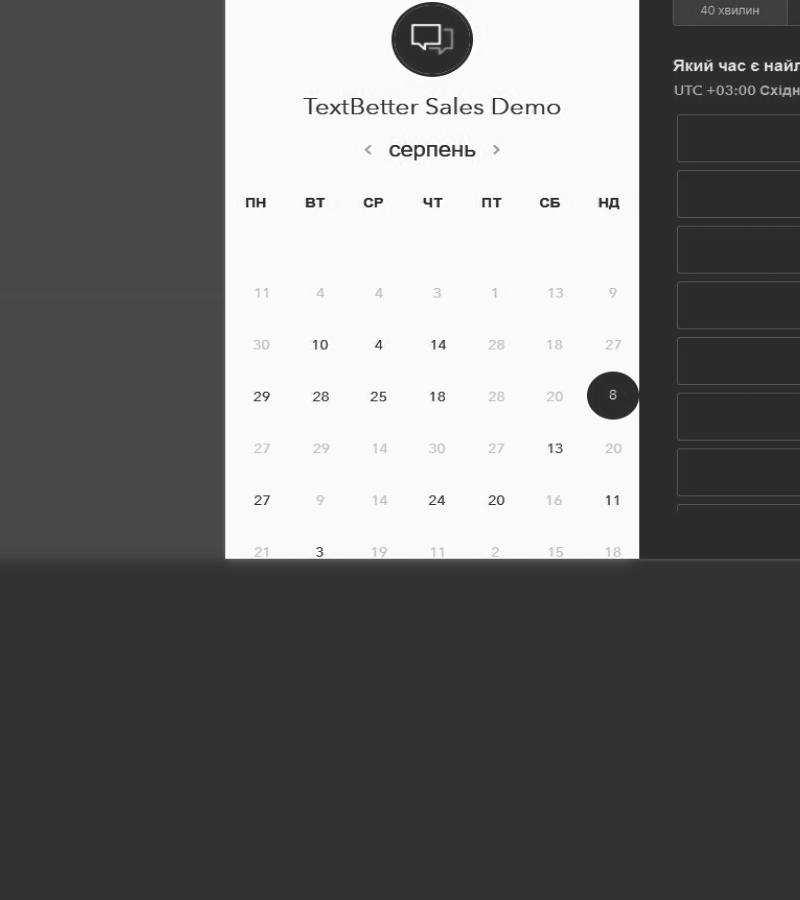 40 хвилин
Який час є найл
UTC +03:00 Східн
TextBetter Sales Demo
серпень
ПН ВТ СР ЧТ ПТ СБ НД
11 4 4 3 1 13 9
30 10 4 14 28 18 27
29 28 25 18 28 20 8
27 29 14 30 27 13 20
27 9 14 24 20 16 11
21 3 19 11 2 15 18